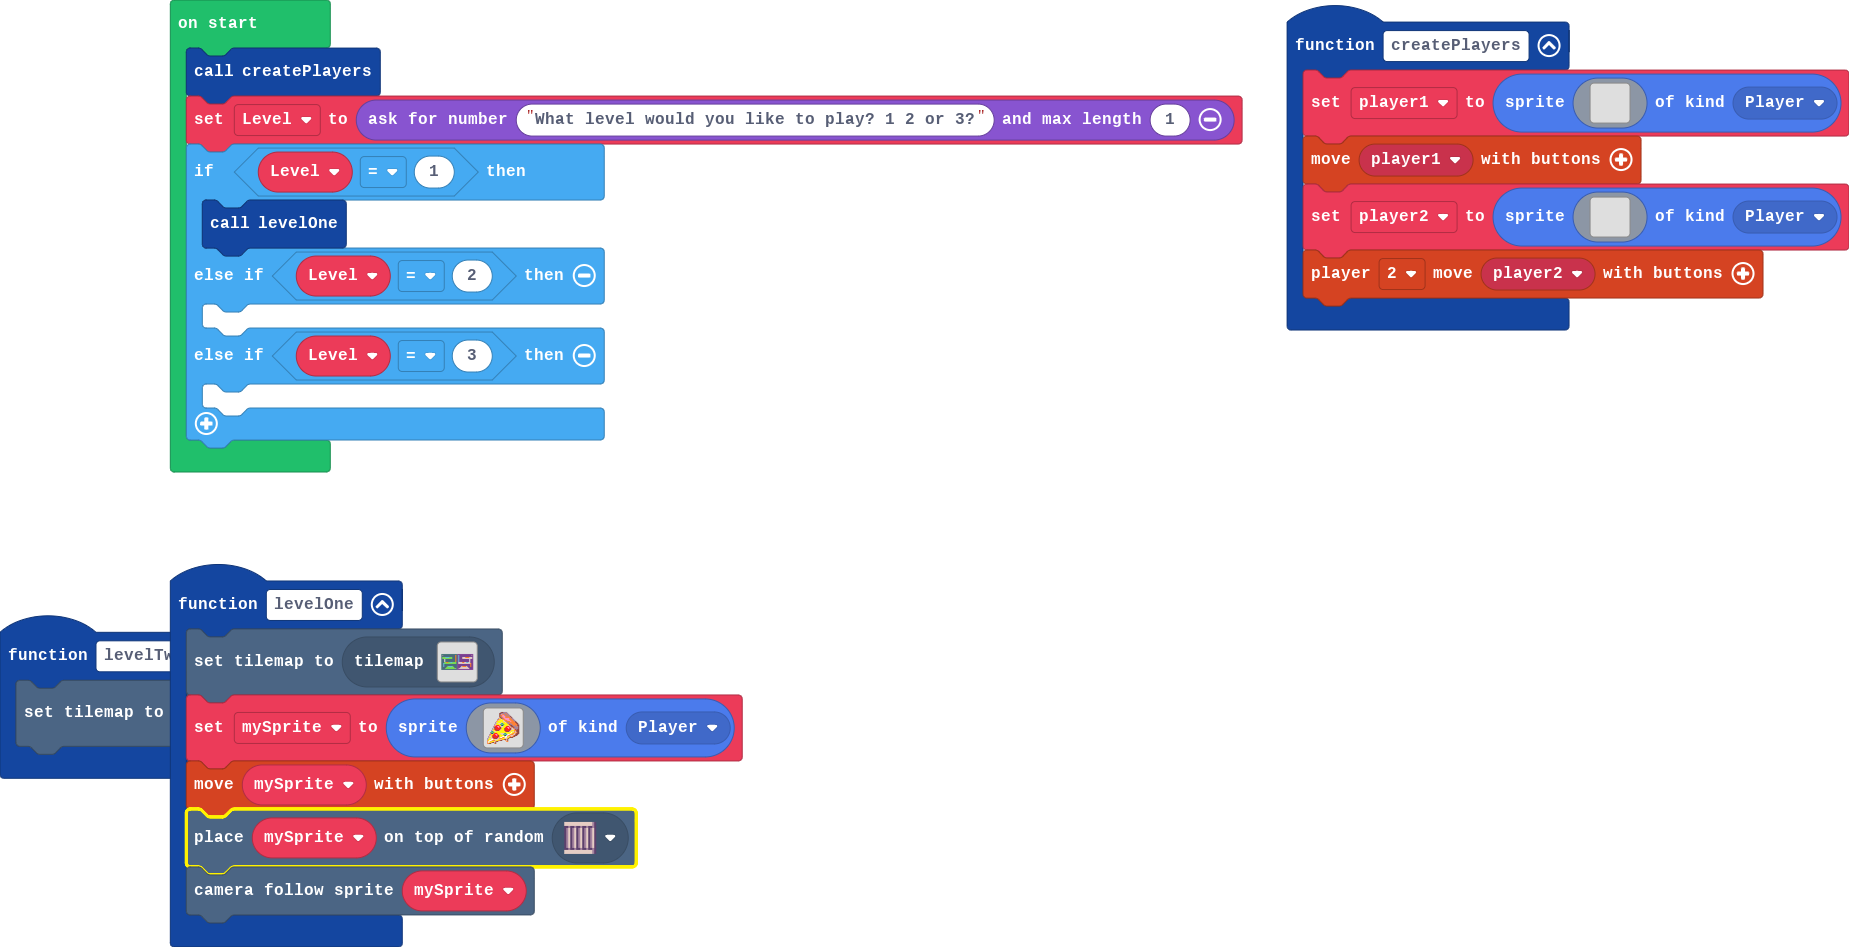 on start
call createPlayers
set Level to ask for number "What level would you like to play? 1 2 or 3?" and max length 1
if Level = 1 then
call levelOne
else if Level = 2 then
else if Level = 3 then
function createPlayers
set player1 to sprite of kind Player
move player1 with buttons
set player2 to sprite of kind Player
player 2 move player2 with buttons
function levelOne
set tilemap to tilemap
set mySprite to sprite of kind Player
move mySprite with buttons
place mySprite on top of random
camera follow sprite mySprite
function
set tilemap to